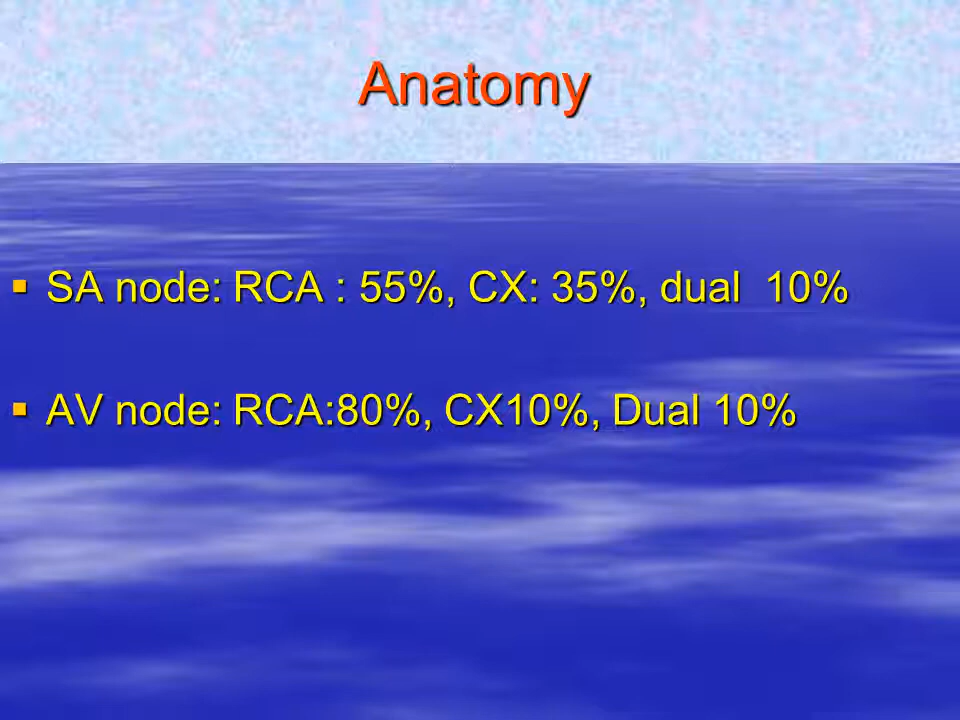 Anatomy
▪ SA node: RCA : 55%, CX: 35%, dual  10%
▪ AV node: RCA:80%, CX10%, Dual 10%